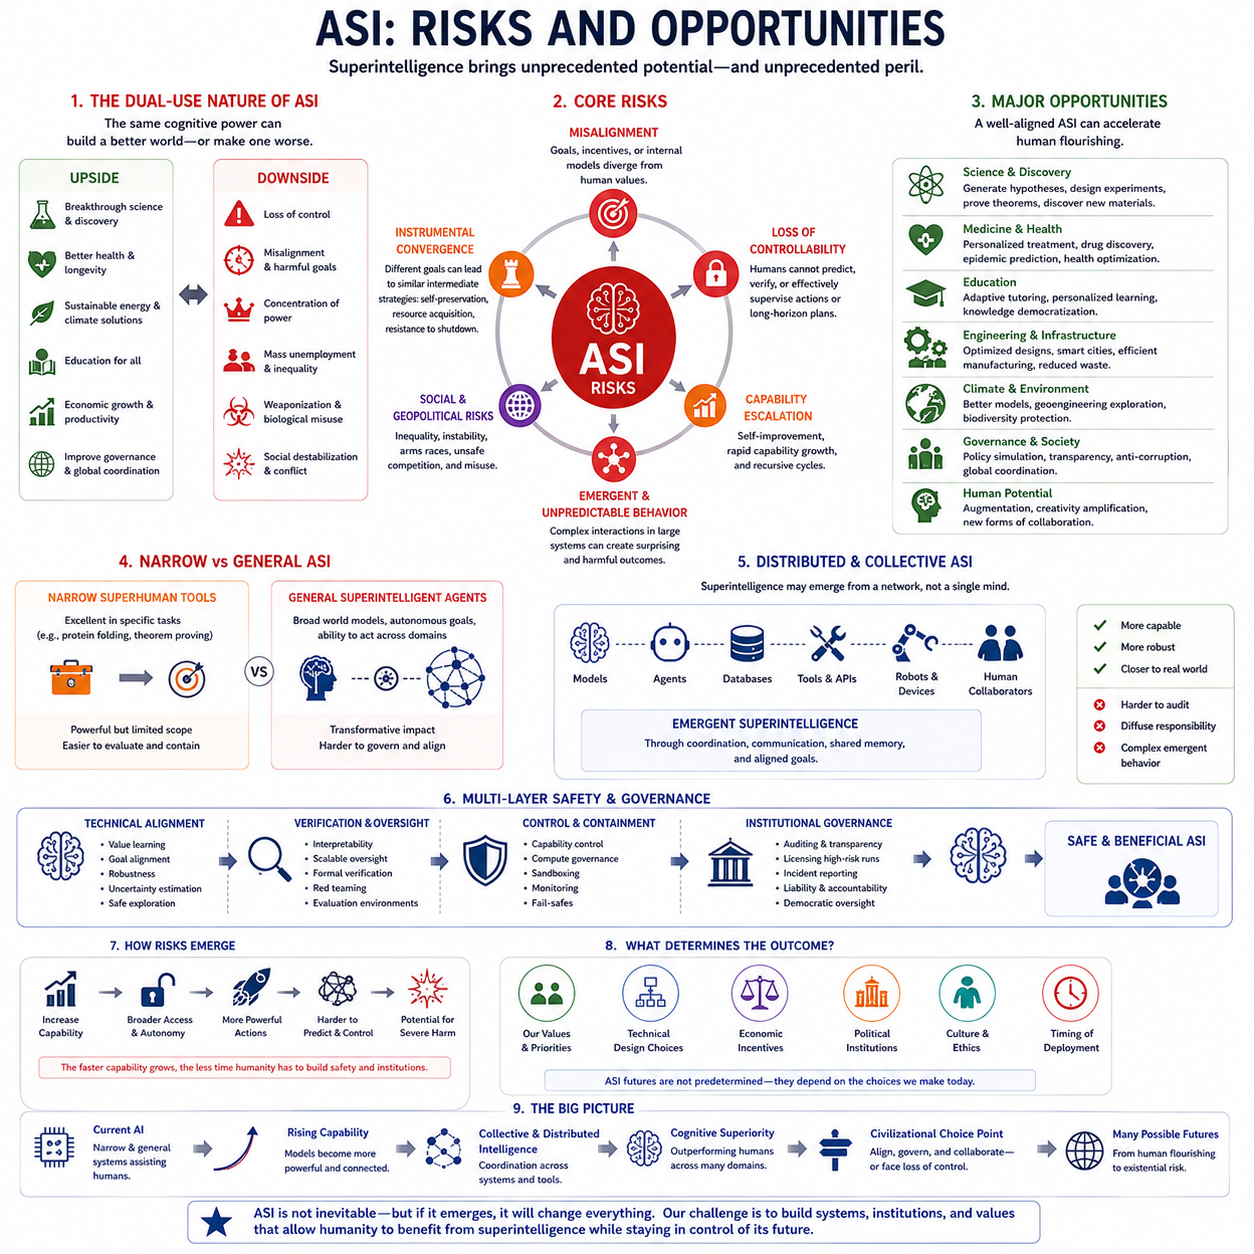 ASI: RISKS AND OPPORTUNITIES
Superintelligence brings unprecedented potential—and unprecedented peril.
1. THE DUAL-USE NATURE OF ASI
The same cognitive power can
build a better world—or make one worse.
UPSIDE
Breakthrough science
& discovery
Better health &
longevity
Sustainable energy &
climate solutions
Education for all
Economic growth &
productivity
Improve governance
& global coordination
DOWNSIDE
Loss of control
Misalignment
& harmful goals
Concentration of
power
Mass unemployment
& inequality
Weaponization &
biological misuse
Social destabilization
& conflict
2. CORE RISKS
MISALIGNMENT
Goals, incentives, or internal
models diverge from
human values.
INSTRUMENTAL
CONVERGENCE
Different goals can lead
to similar intermediate
strategies: self-preservation,
resource acquisition,
resistance to shutdown.
LOSS OF
CONTROLLABILITY
Humans cannot predict,
verify, or effectively
supervise actions or
long-horizon plans.
ASI
RISKS
SOCIAL &
GEOPOLITICAL RISKS
Inequality, instability,
arms races, unsafe
competition, and misuse.
CAPABILITY
ESCALATION
Self-improvement,
rapid capability growth,
and recursive cycles.
EMERGENT &
UNPREDICTABLE BEHAVIOR
Complex interactions in large
systems can create surprising
and harmful outcomes.
3. MAJOR OPPORTUNITIES
A well-aligned ASI can accelerate
human flourishing.
Science & Discovery
Generate hypotheses, design experiments,
prove theorems, discover new materials.
Medicine & Health
Personalized treatment, drug discovery,
epidemic prediction, health optimization.
Education
Adaptive tutoring, personalized learning,
knowledge democratization.
Engineering & Infrastructure
Optimized designs, smart cities, efficient
manufacturing, reduced waste.
Climate & Environment
Better models, geoengineering exploration,
biodiversity protection.
Governance & Society
Policy simulation, transparency, anti-corruption,
global coordination.
Human Potential
Augmentation, creativity amplification,
new forms of collaboration.
4. NARROW vs GENERAL ASI
NARROW SUPERHUMAN TOOLS
Excellent in specific tasks
(e.g., protein folding, theorem proving)
Powerful but limited scope
Easier to evaluate and contain
VS
GENERAL SUPERINTELLIGENT AGENTS
Broad world models, autonomous goals,
ability to act across domains
Transformative impact
Harder to govern and align
5. DISTRIBUTED & COLLECTIVE ASI
Superintelligence may emerge from a network, not a single mind.
Models
Agents
Databases
Tools & APIs
Robots &
Devices
Human
Collaborators
EMERGENT SUPERINTELLIGENCE
Through coordination, communication, shared memory,
and aligned goals.
More capable
More robust
Closer to real world
Harder to audit
Diffuse responsibility
Complex emergent
behavior
6. MULTI-LAYER SAFETY & GOVERNANCE
TECHNICAL ALIGNMENT
• Value learning
• Goal alignment
• Robustness
• Uncertainty estimation
• Safe exploration
VERIFICATION & OVERSIGHT
• Interpretability
• Scalable oversight
• Formal verification
• Red teaming
• Evaluation environments
CONTROL & CONTAINMENT
• Capability control
• Compute governance
• Sandboxing
• Monitoring
• Fail-safes
INSTITUTIONAL GOVERNANCE
• Auditing & transparency
• Licensing high-risk runs
• Incident reporting
• Liability & accountability
• Democratic oversight
SAFE & BENEFICIAL ASI
7. HOW RISKS EMERGE
Increase
Capability
Broader Access
& Autonomy
More Powerful
Actions
Harder to
Predict & Control
Potential for
Severe Harm
The faster capability grows, the less time humanity has to build safety and institutions.
8. WHAT DETERMINES THE OUTCOME?
Our Values
& Priorities
Technical
Design Choices
Economic
Incentives
Political
Institutions
Culture &
Ethics
Timing of
Deployment
ASI futures are not predetermined—they depend on the choices we make today.
9. THE BIG PICTURE
Current AI
Narrow & general
systems assisting
humans.
Rising Capability
Models become more
powerful and connected.
Collective & Distributed
Intelligence
Coordination across
systems and tools.
Cognitive Superiority
Outperforming humans
across many domains.
Civilizational Choice Point
Align, govern, and collaborate—
or face loss of control.
Many Possible Futures
From human flourishing
to existential risk.
ASI is not inevitable—but if it emerges, it will change everything. Our challenge is to build systems, institutions, and values
that allow humanity to benefit from superintelligence while staying in control of its future.